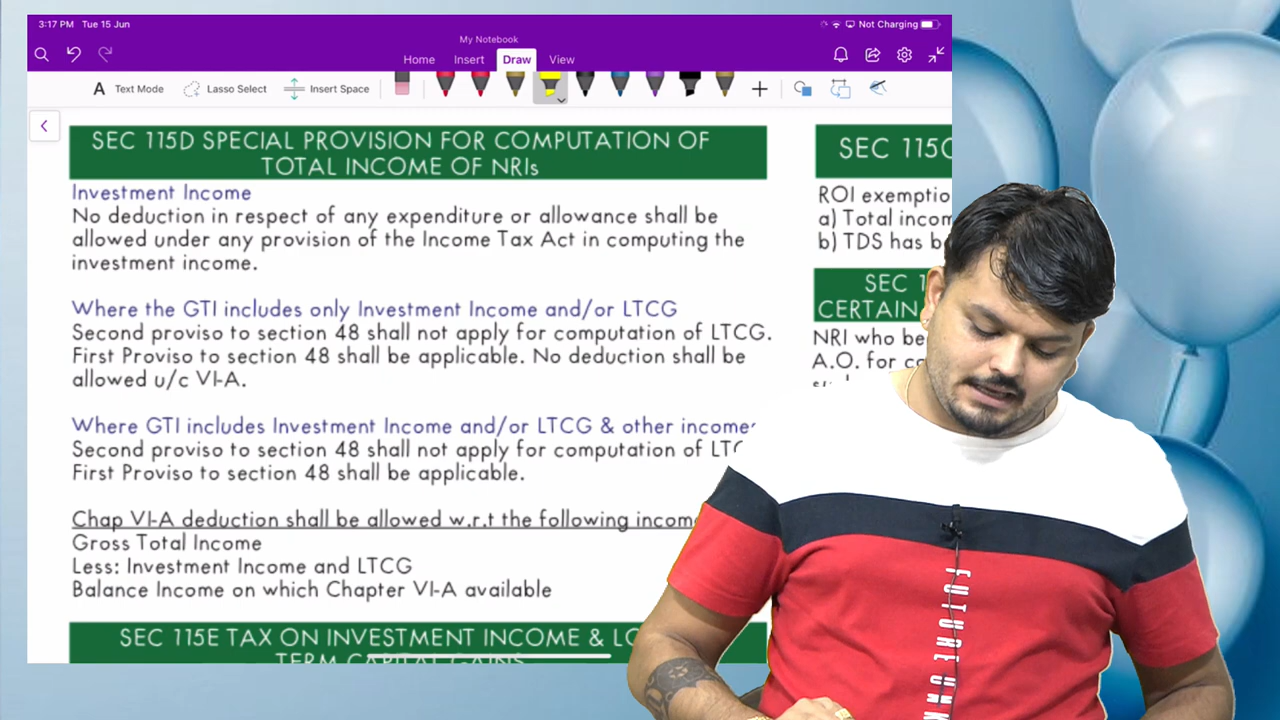 3:17 PM Tue 15 Jun
Not Charging
My Notebook
Home Insert Draw View
Text Mode Lasso Select Insert Space
SEC 115D SPECIAL PROVISION FOR COMPUTATION OF
TOTAL INCOME OF NRIs
Investment Income
No deduction in respect of any expenditure or allowance shall be
allowed under any provision of the Income Tax Act in computing the
investment income.
Where the GTI includes only Investment Income and/or LTCG
Second proviso to section 48 shall not apply for computation of LTCG.
First Proviso to section 48 shall be applicable. No deduction shall be
allowed u/c VI-A.
Where GTI includes Investment Income and/or LTCG & other incomes
Second proviso to section 48 shall not apply for computation of
First Proviso to section 48 shall be applicable.
Chap VI-A deduction shall be allowed w.r.t the following
Gross Total Income
Less: Investment Income and LTCG
Balance Income on which Chapter VI-A available
SEC 115E TAX ON INVESTMENT INCOME &
TERM CAPITAL GAINS
SEC
ROI
a) Total
b) TDS has
SEC
CERTAIN
NRI who
A.O. for
FUTURE